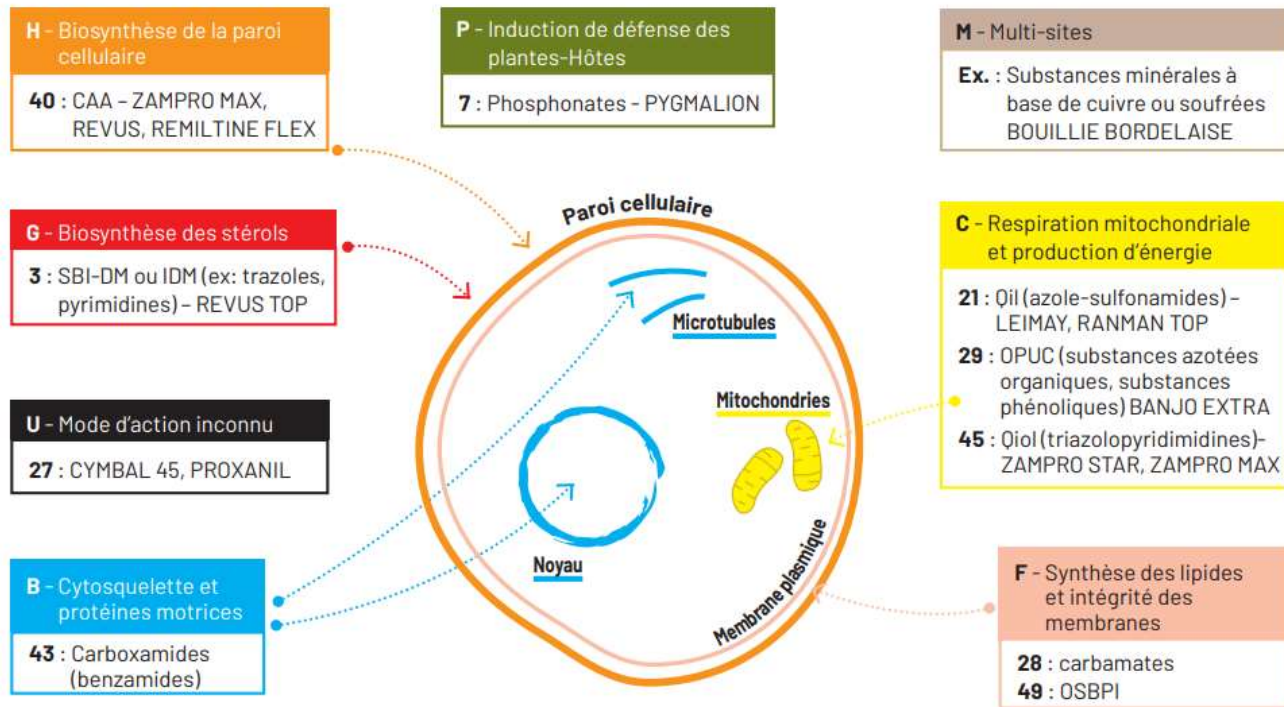 H - Biosynthèse de la paroi
cellulaire
40 : CAA – ZAMPRO MAX,
REVUS, REMILTINE FLEX
P - Induction de défense des
plantes-Hôtes
7 : Phosphonates - PYGMALION
M - Multi-sites
Ex. : Substances minérales à
base de cuivre ou soufrées
BOUILLIE BORDELAISE
G - Biosynthèse des stérols
3 : SBI-DM ou IDM (ex: trazoles,
pyrimidines) – REVUS TOP
U - Mode d'action inconnu
27 : CYMBAL 45, PROXANIL
B - Cytosquelette et
protéines motrices
43 : Carboxamides
(benzamides)
Paroi cellulaire
Microtubules
Mitochondries
Noyau
Membrane plasmique
C - Respiration mitochondriale
et production d'énergie
21 : QiI (azole-sulfonamides) –
LEIMAY, RANMAN TOP
29 : OPUC (substances azotées
organiques, substances
phénoliques) BANJO EXTRA
45 : Qiol (triazolopyridimidines)-
ZAMPRO STAR, ZAMPRO MAX
F - Synthèse des lipides
et intégrité des
membranes
28 : carbamates
49 : OSBPI